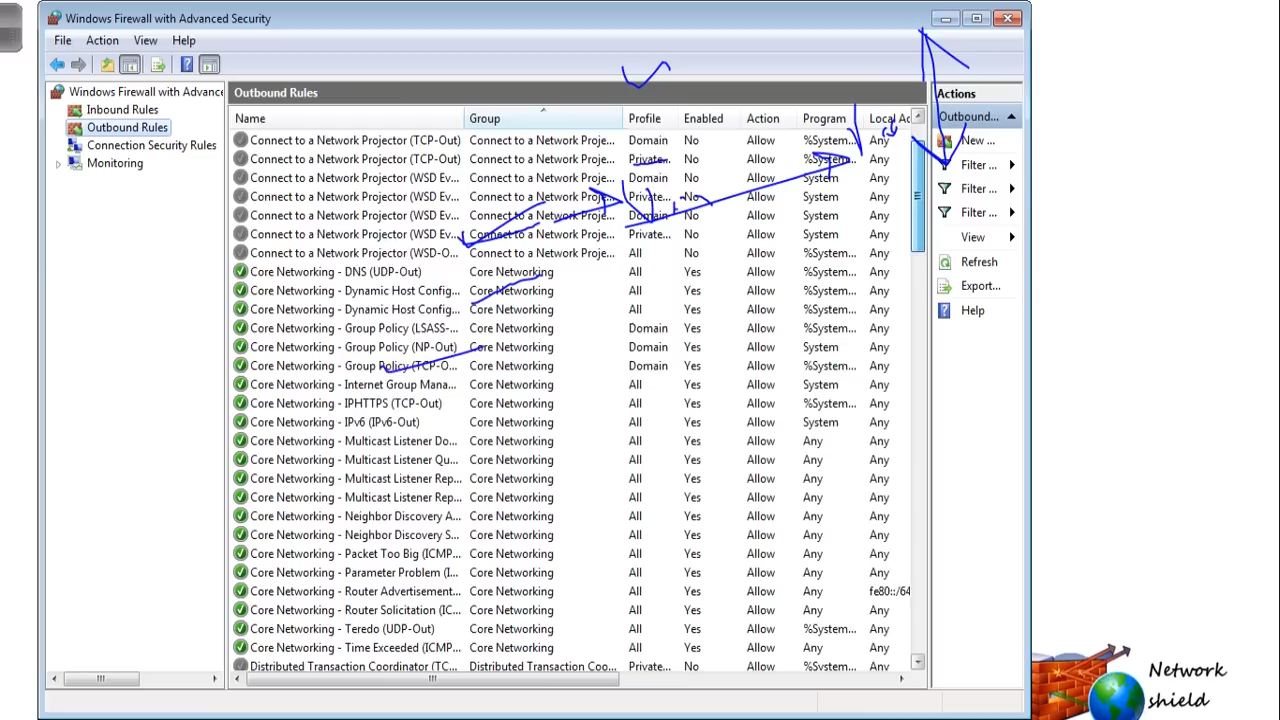 Windows Firewall with Advanced Security
File Action View Help
Windows Firewall with Advance
Inbound Rules
Outbound Rules
Connection Security Rules
Monitoring
Outbound Rules
Name Group Profile Enabled Action Program Local Ad
Connect to a Network Projector (TCP-Out) Connect to a Network Proje... Domain No Allow %System... Any
Connect to a Network Projector (TCP-Out) Connect to a Network Proje... Private... No Allow %System... Any
Connect to a Network Projector (WSD Ev... Connect to a Network Proje... Domain No Allow System Any
Connect to a Network Projector (WSD Ev... Connect to a Network Proje... Private... No Allow System Any
Connect to a Network Projector (WSD Ev... Connect to a Network Proje... Domain No Allow System Any
Connect to a Network Projector (WSD Ev... Connect to a Network Proje... Private... No Allow System Any
Connect to a Network Projector (WSD-O... Connect to a Network Proje... All No Allow %System... Any
Core Networking - DNS (UDP-Out) Core Networking All Yes Allow %System... Any
Core Networking - Dynamic Host Config... Core Networking All Yes Allow %System... Any
Core Networking - Dynamic Host Config... Core Networking All Yes Allow %System... Any
Core Networking - Group Policy (LSASS-... Core Networking Domain Yes Allow %System... Any
Core Networking - Group Policy (NP-Out) Core Networking Domain Yes Allow System Any
Core Networking - Group Policy (TCP-O... Core Networking Domain Yes Allow %System... Any
Core Networking - Internet Group Mana... Core Networking All Yes Allow System Any
Core Networking - IPHTTPS (TCP-Out) Core Networking All Yes Allow %System... Any
Core Networking - IPv6 (IPv6-Out) Core Networking All Yes Allow System Any
Core Networking - Multicast Listener Do... Core Networking All Yes Allow Any Any
Core Networking - Multicast Listener Qu... Core Networking All Yes Allow Any Any
Core Networking - Multicast Listener Rep... Core Networking All Yes Allow Any Any
Core Networking - Multicast Listener Rep... Core Networking All Yes Allow Any Any
Core Networking - Neighbor Discovery A... Core Networking All Yes Allow Any Any
Core Networking - Neighbor Discovery S... Core Networking All Yes Allow Any Any
Core Networking - Packet Too Big (ICMP... Core Networking All Yes Allow Any Any
Core Networking - Parameter Problem (I... Core Networking All Yes Allow Any Any
Core Networking - Router Advertisement... Core Networking All Yes Allow Any fe80::/64
Core Networking - Router Solicitation (IC... Core Networking All Yes Allow Any Any
Core Networking - Teredo (UDP-Out) Core Networking All Yes Allow %System... Any
Core Networking - Time Exceeded (ICMP... Core Networking All Yes Allow Any Any
Distributed Transaction Coordinator (TC... Distributed Transaction Coo... Private... No Allow %System... Any
Actions
Outbound...
New ...
Filter ...
Filter ...
Filter ...
View
Refresh
Export...
Help
Network
shield